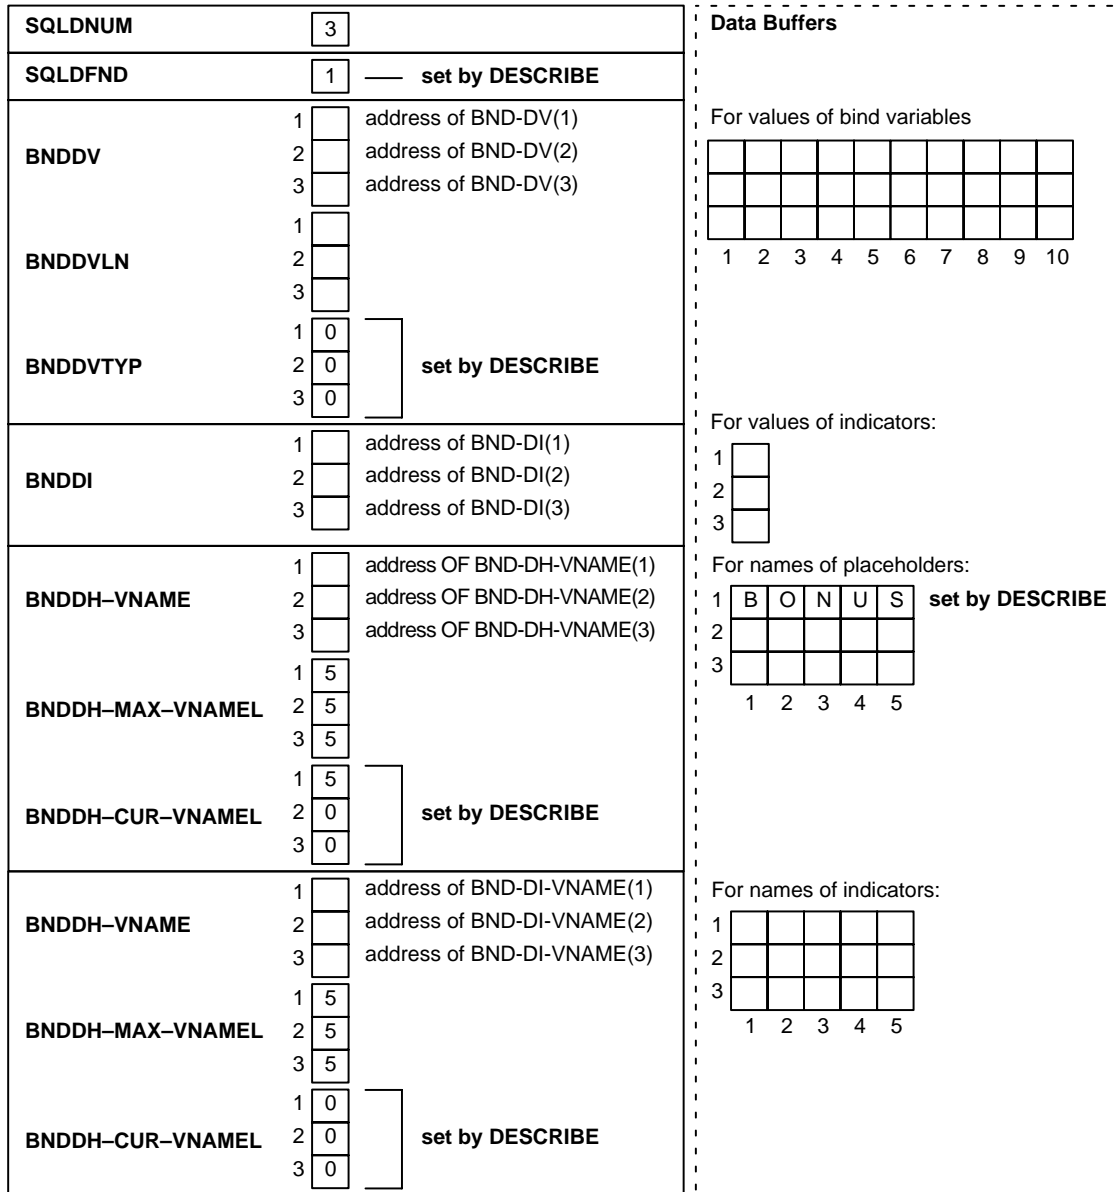 SQLDNUM 3
SQLDFND 1 set by DESCRIBE
BNDDV
1 address of BND-DV(1)
2 address of BND-DV(2)
3 address of BND-DV(3)
BNDDVLN
1
2
3
BNDDVTYP
1 0
2 0
3 0
set by DESCRIBE
BNDDI
1 address of BND-DI(1)
2 address of BND-DI(2)
3 address of BND-DI(3)
BNDDH–VNAME
1 address OF BND-DH-VNAME(1)
2 address OF BND-DH-VNAME(2)
3 address OF BND-DH-VNAME(3)
BNDDH–MAX–VNAMEL
1 5
2 5
3 5
BNDDH–CUR–VNAMEL
1 5
2 0
3 0
set by DESCRIBE
BNDDH–VNAME
1 address of BND-DI-VNAME(1)
2 address of BND-DI-VNAME(2)
3 address of BND-DI-VNAME(3)
BNDDH–MAX–VNAMEL
1 5
2 5
3 5
BNDDH–CUR–VNAMEL
1 0
2 0
3 0
set by DESCRIBE
Data Buffers
For values of bind variables
1 2 3 4 5 6 7 8 9 10
For values of indicators:
1
2
3
For names of placeholders:
1 B O N U S set by DESCRIBE
2
3
1 2 3 4 5
For names of indicators:
1
2
3
1 2 3 4 5